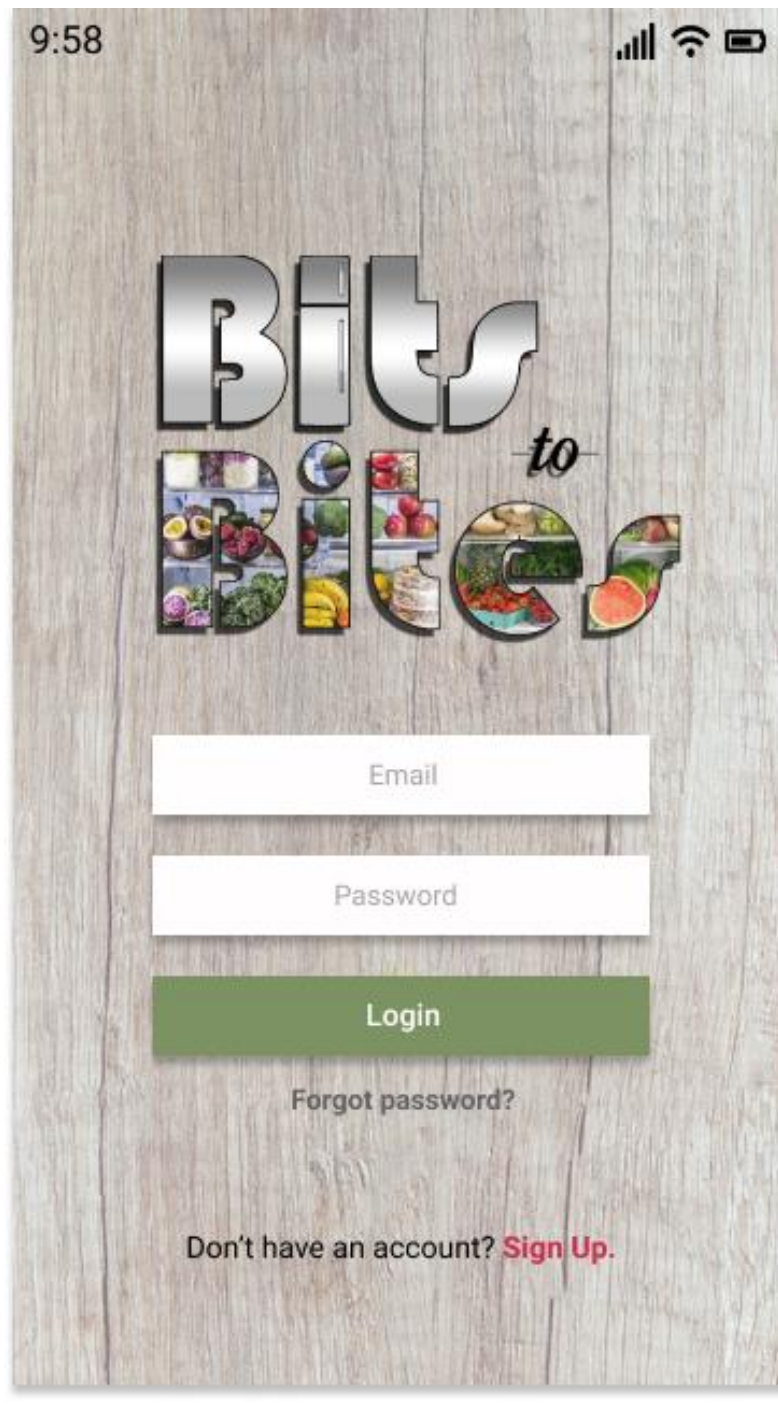 9:58
Bits
to
Bites
Email
Password
Login
Forgot password?
Don't have an account? Sign Up.